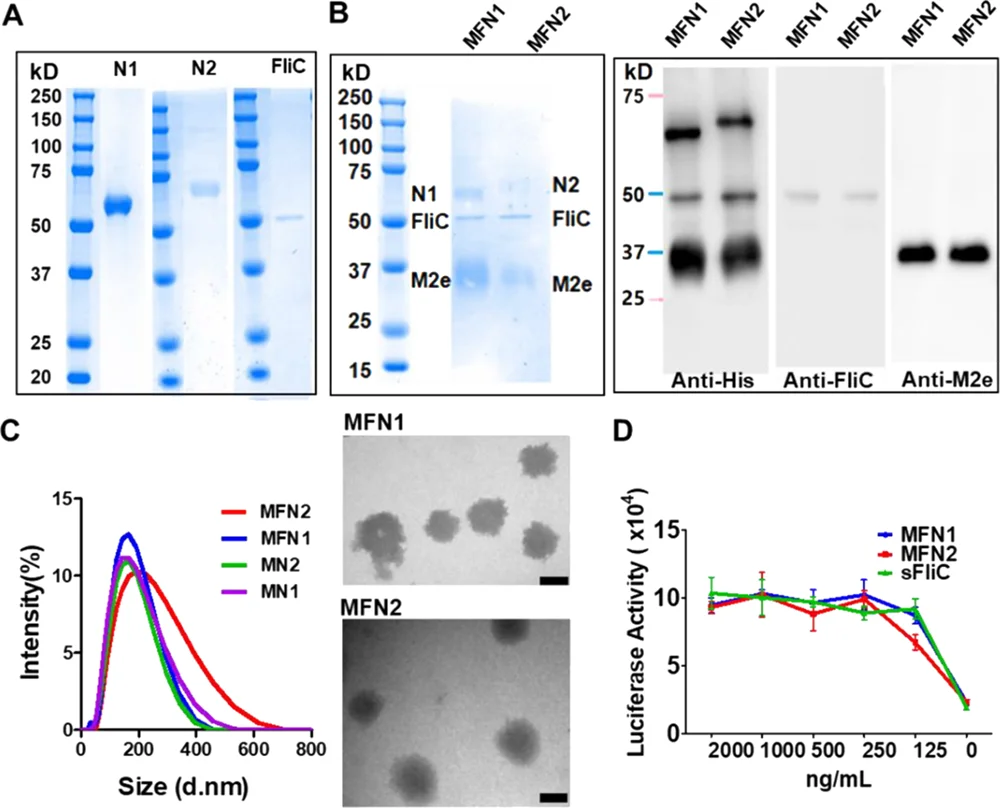 A
kD
N1
N2
FliC
250
150
100
75
50
37
25
20
B
MFN1
MFN2
kD
250
150
100
75
50
37
25
15
N1
FliC
M2e
N2
FliC
M2e
MFN1
MFN2
MFN1
MFN2
MFN1
MFN2
kD
75
50
37
25
Anti-His
Anti-FliC
Anti-M2e
C
Intensity(%)
15
10
5
0
0
200
400
600
800
Size (d.nm)
MFN2
MFN1
MN2
MN1
MFN1
MFN2
D
Luciferase Activity ( x10⁴)
15
10
5
0
2000 1000 500 250 125 0
ng/mL
MFN1
MFN2
sFliC